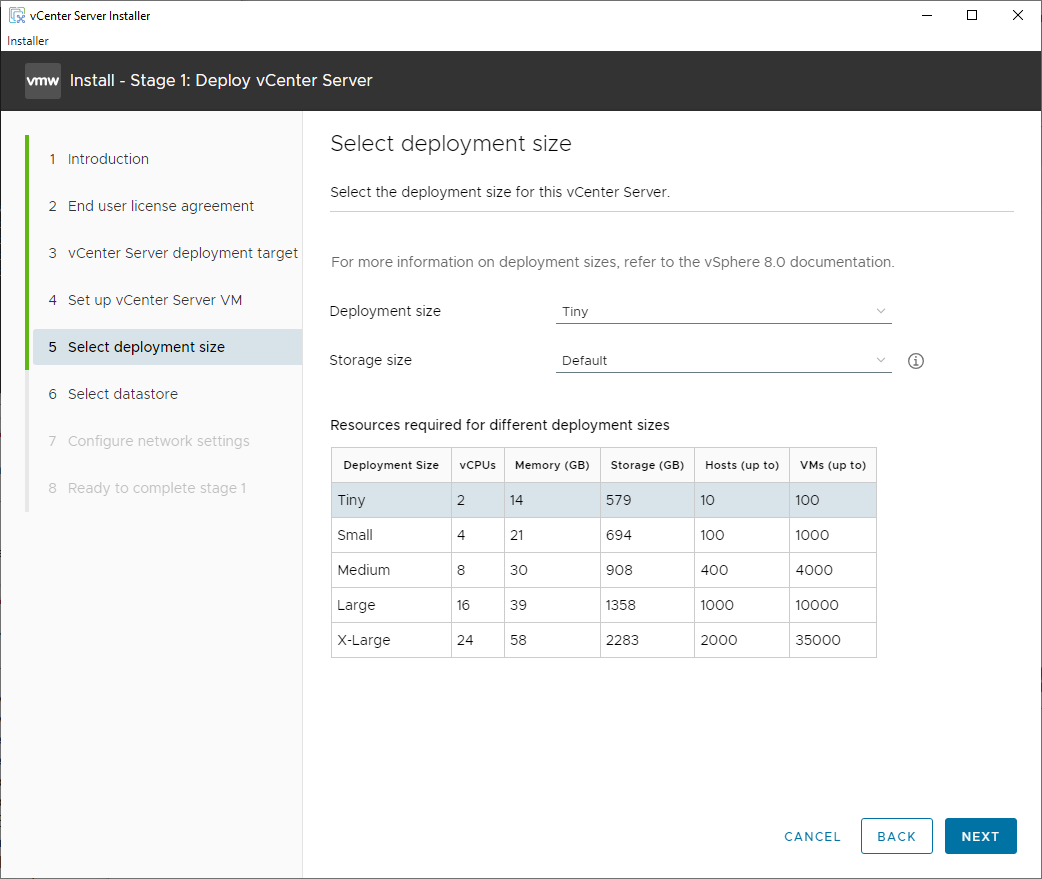 vCenter Server Installer
Installer
vmw Install - Stage 1: Deploy vCenter Server
1 Introduction
2 End user license agreement
3 vCenter Server deployment target
4 Set up vCenter Server VM
5 Select deployment size
6 Select datastore
7 Configure network settings
8 Ready to complete stage 1
Select deployment size
Select the deployment size for this vCenter Server.
For more information on deployment sizes, refer to the vSphere 8.0 documentation.
Deployment size Tiny
Storage size Default
Resources required for different deployment sizes
Deployment Size vCPUs Memory (GB) Storage (GB) Hosts (up to) VMs (up to)
Tiny 2 14 579 10 100
Small 4 21 694 100 1000
Medium 8 30 908 400 4000
Large 16 39 1358 1000 10000
X-Large 24 58 2283 2000 35000
CANCEL BACK NEXT